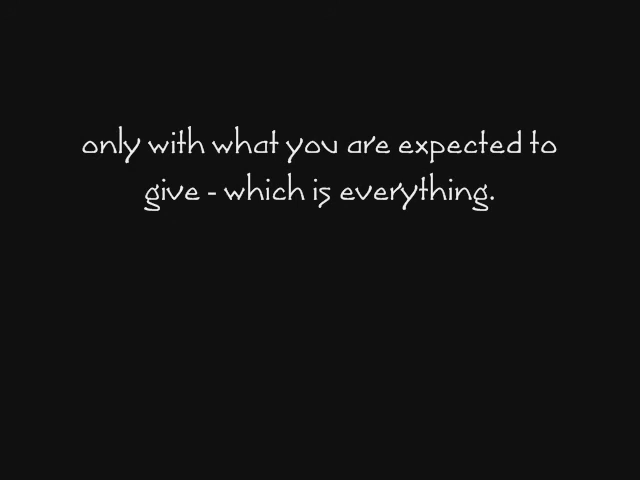 only with what you are expected to
give - which is everything.